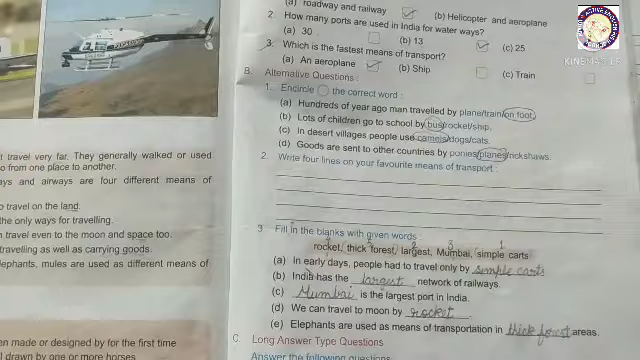 (a) roadway and railway (b) Helicopter and aeroplane
2. How many ports are used in India for water ways?
(a) 30 (b) 13 (c) 25
3. Which is the fastest means of transport?
(a) An aeroplane (b) Ship (c) Train
B. Alternative Questions :
1. Encircle the correct word :
(a) Hundreds of year ago man travelled by plane/train/on foot.
(b) Lots of children go to school by bus/rocket/ship.
(c) In desert villages people use camels/dogs/cats.
(d) Goods are sent to other countries by ponies/planes/rickshaws.
2. Write four lines on your favourite means of transport :
3. Fill in the blanks with given words :
rocket, thick forest, largest, Mumbai, simple carts
(a) In early days, people had to travel only by simple carts
(b) India has the largest network of railways.
(c) Mumbai is the largest port in India.
(d) We can travel to moon by rocket.
(e) Elephants are used as means of transportation in thick forest areas.
C. Long Answer Type Questions
Answer the following questions
t travel very far. They generally walked or used
o from one place to another.
ays and airways are four different means of
o travel on the land.
the only ways for travelling.
n travel even to the moon and space too.
travelling as well as carrying goods.
elephants, mules are used as different means of
en made or designed by for the first time
l drawn by one or more horses
KINEMASTER